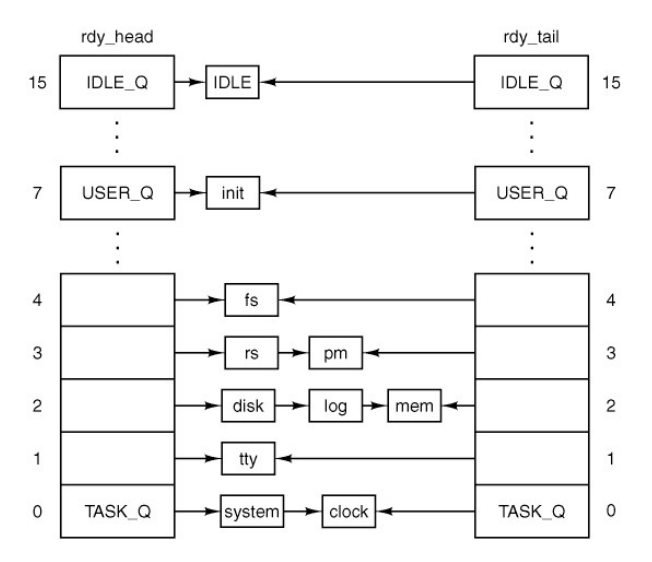 rdy_head rdy_tail
15 IDLE_Q IDLE IDLE_Q 15
7 USER_Q init USER_Q 7
4 fs 4
3 rs pm 3
2 disk log mem 2
1 tty 1
0 TASK_Q system clock TASK_Q 0